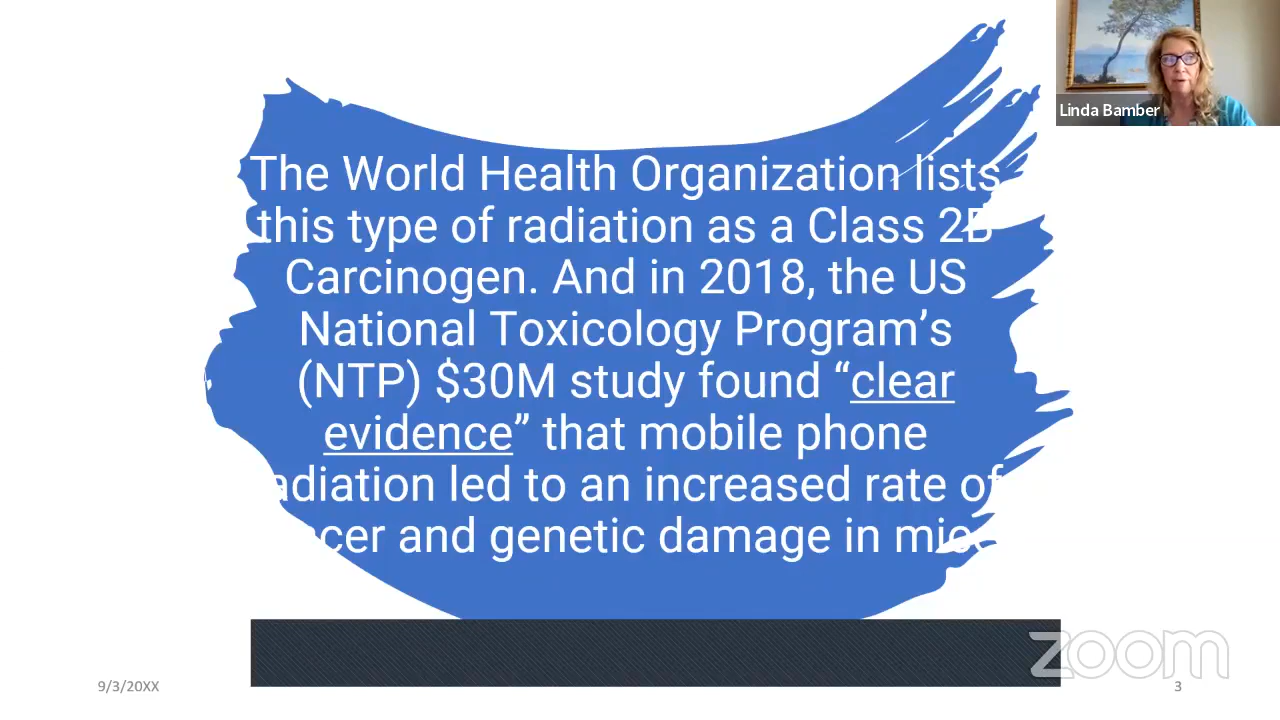 Linda Bamber
The World Health Organization lists
this type of radiation as a Class 2B
Carcinogen. And in 2018, the US
National Toxicology Program’s
(NTP) $30M study found “clear
evidence” that mobile phone
adiation led to an increased rate of
cer and genetic damage in mice
zoom
9/3/20XX
3